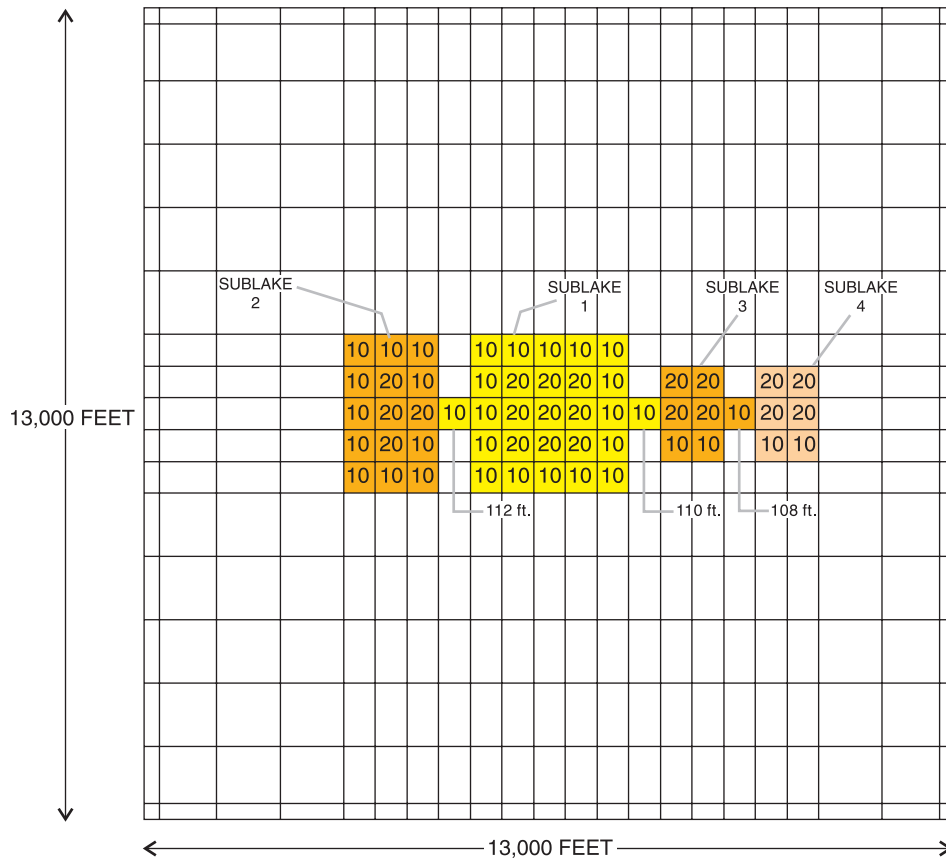 SUBLAKE
2
SUBLAKE
1
SUBLAKE
3
SUBLAKE
4
10 10 10 10 10 10 10 10
10 20 10 10 20 20 20 10 20 20 20 20
13,000 FEET
10 20 20 10 10 20 20 20 10 10 20 20 10 20 20
10 20 10 10 20 20 20 10 10 10 10 10
10 10 10 10 10 10 10 10
112 ft. 110 ft. 108 ft.
13,000 FEET